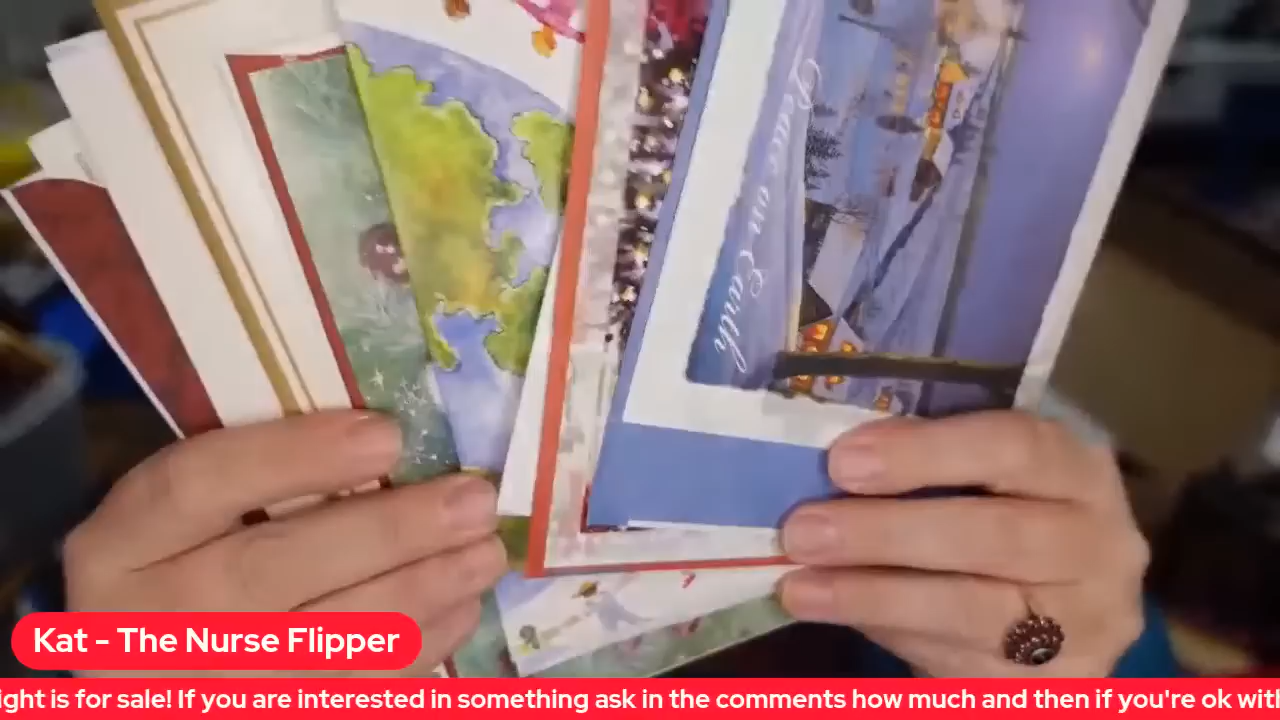 Peace on Earth
Kat - The Nurse Flipper
ight is for sale! If you are interested in something ask in the comments how much and then if you're ok with